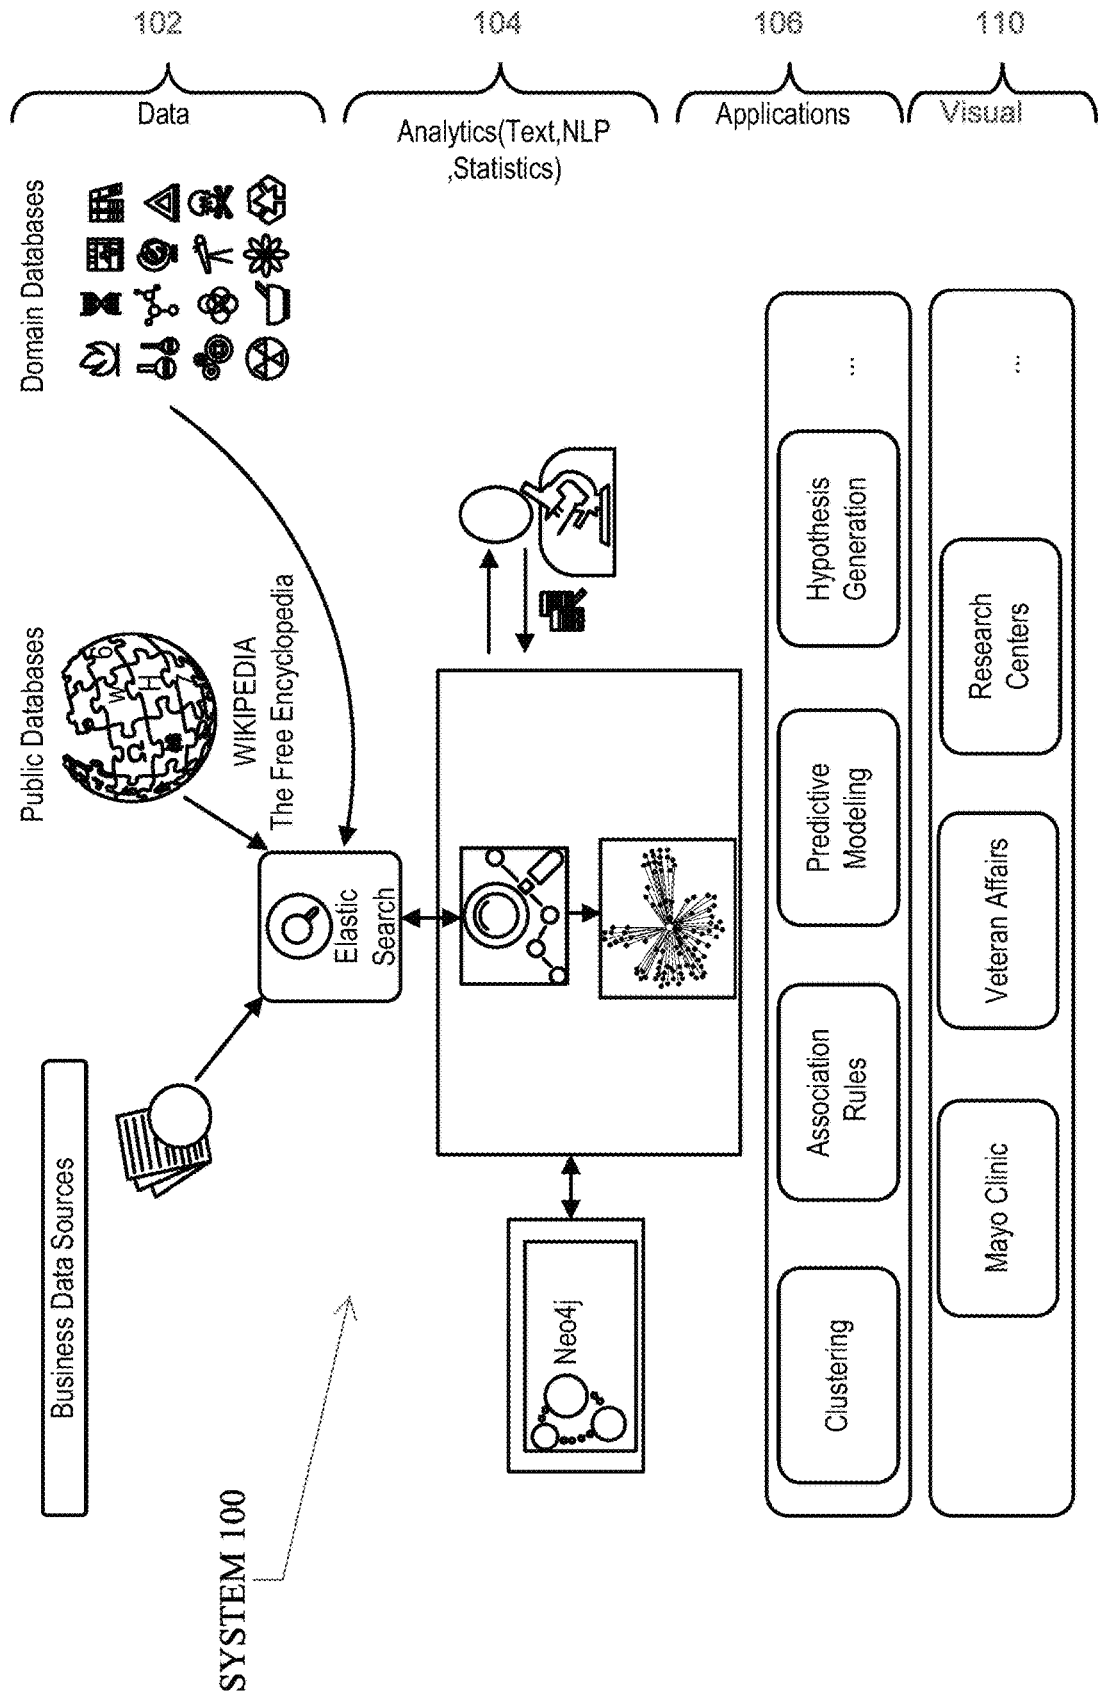 102
104
106
110
Data
Analytics(Text,NLP
,Statistics)
Applications
Visual
Business Data Sources
Public Databases
Domain Databases
WIKIPEDIA
The Free Encyclopedia
Elastic
Search
Neo4j
Clustering
Association
Rules
Predictive
Modeling
Hypothesis
Generation
...
Mayo Clinic
Veteran Affairs
Research
Centers
...
SYSTEM 100
W
H
Ω
6
7